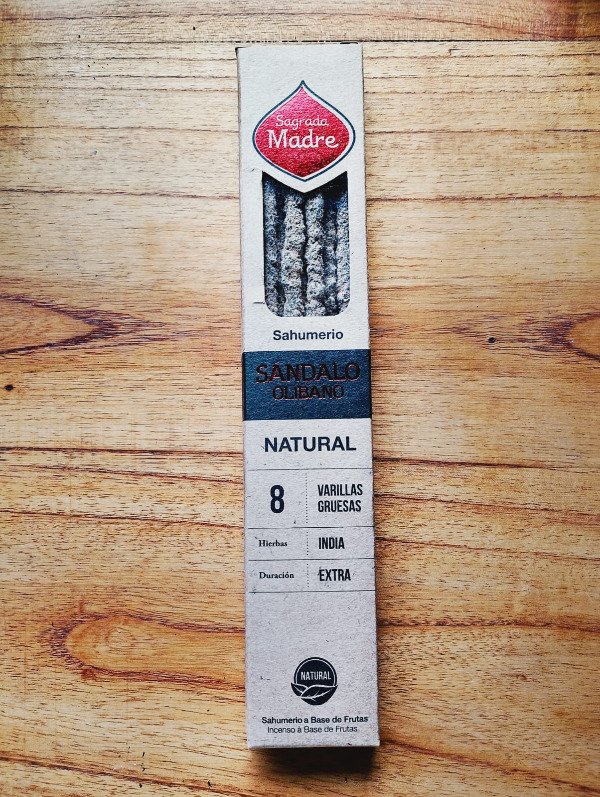 Sagrada
Madre
Sahumerio
SANDALO
OLIBANO
NATURAL
8
VARILLAS
GRUESAS
Hierbas
INDIA
Duración
EXTRA
NATURAL
Sahumerio a Base de Frutas
Incenso à Base de Frutas